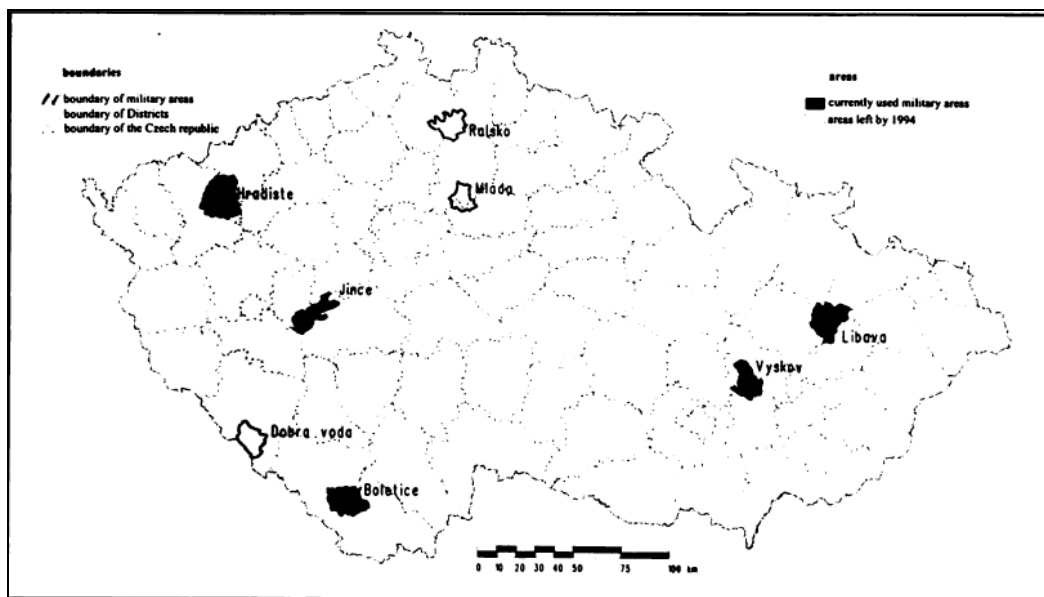 boundaries
boundary of military areas
boundary of Districts
boundary of the Czech republic
areas
currently used military areas
areas left by 1994
Ralsko
Mlada
Hradiste
Jince
Libava
Vyskov
Dobra voda
Boletice
0 10 20 30 40 50 75 100 km